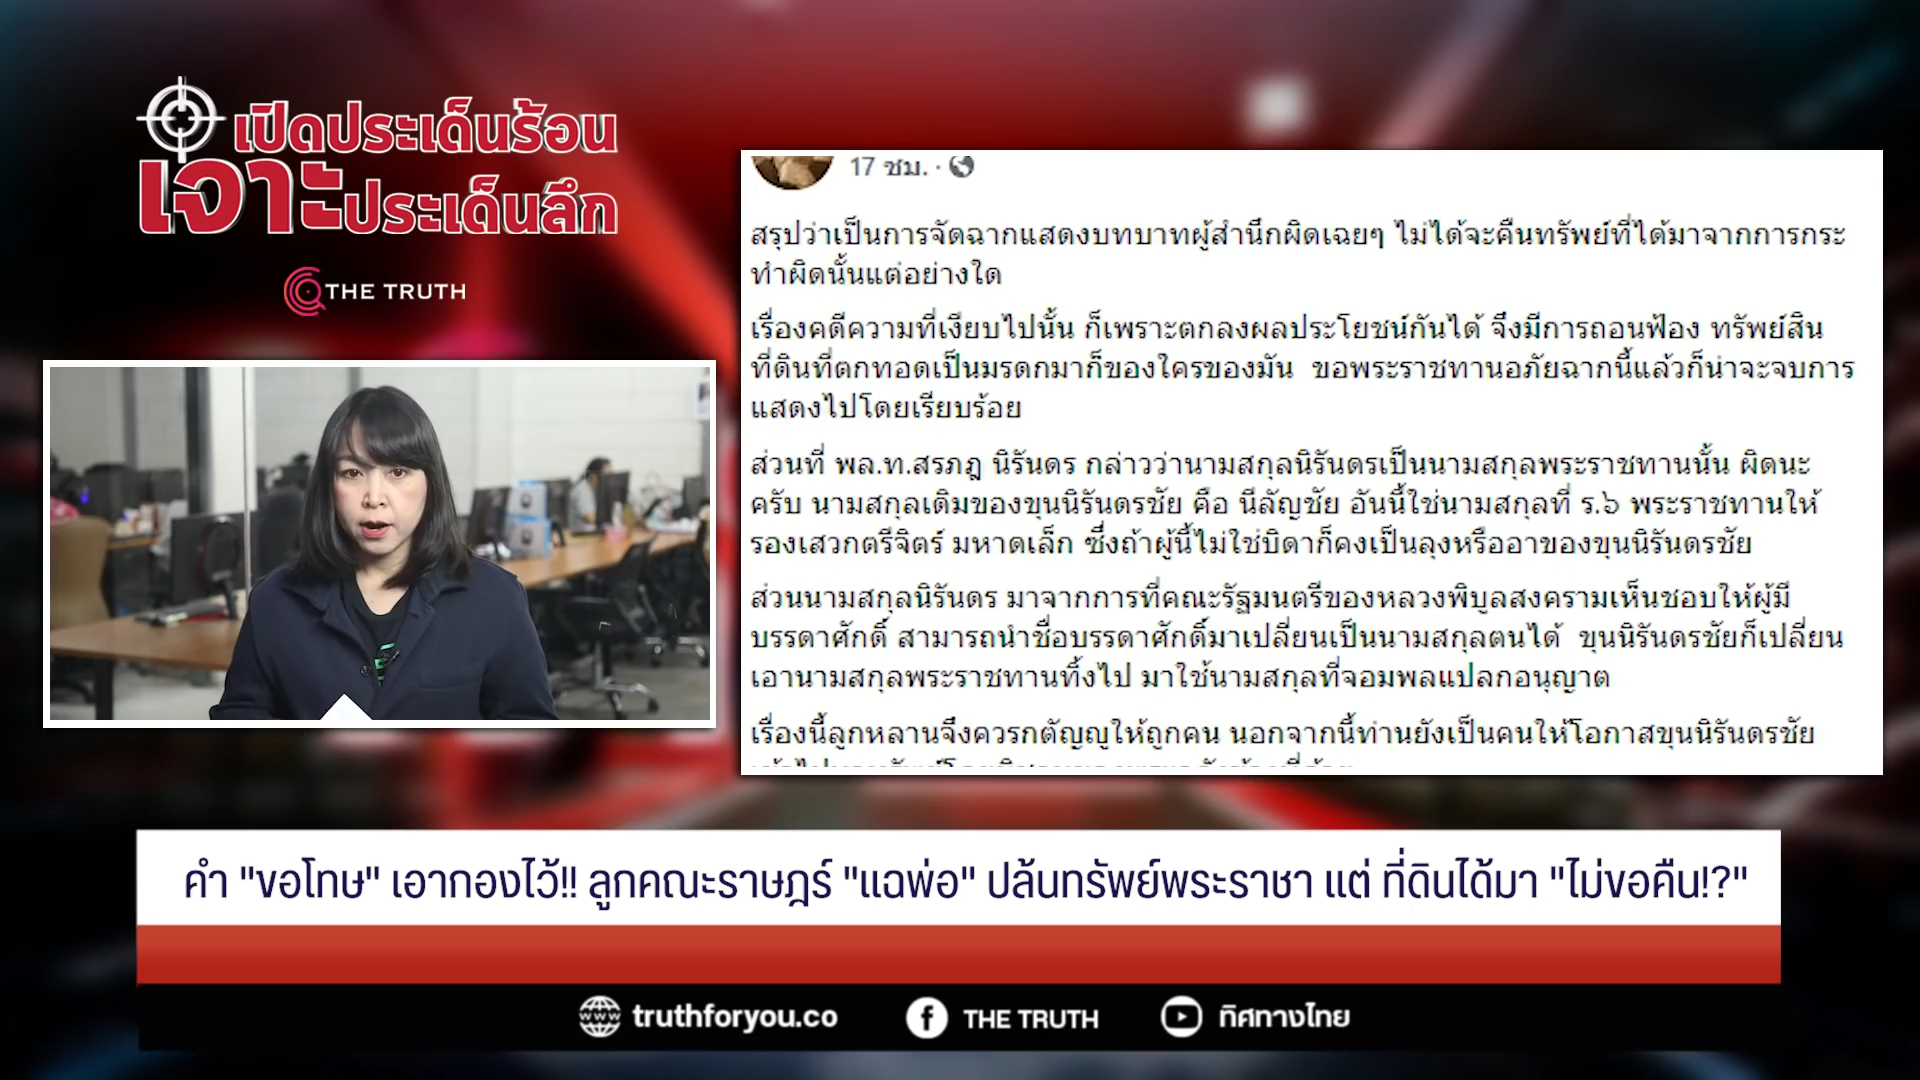 เปิดประเด็นร้อน
เจาะประเด็นลึก
THE TRUTH
17 ชม. ·
สรุปว่าเป็นการจัดฉากแสดงบทบาทผู้สำนึกผิดเฉยๆ ไม่ได้จะคืนทรัพย์ที่ได้มาจากการกระ
ทำผิดนั้นแต่อย่างใด
เรื่องคดีความที่เงียบไปนั้น ก็เพราะตกลงผลประโยชน์กันได้ จึงมีการถอนฟ้อง ทรัพย์สิน
ที่ดินที่ตกทอดเป็นมรดกมาก็ของใครของมัน ขอพระราชทานอภัยฉากนี้แล้วก็น่าจะจบการ
แสดงไปโดยเรียบร้อย
ส่วนที่ พล.ท.สรภฎ นิรันดร กล่าวว่านามสกุลนิรันดรเป็นนามสกุลพระราชทานนั้น ผิดนะ
ครับ นามสกุลเดิมของขุนนิรันดรชัย คือ นีลัญชัย อันนี้ใช่นามสกุลที่ ร.๖ พระราชทานให้
รองเสวกตรีจิตร์ มหาดเล็ก ซึ่งถ้าผู้นี้ไม่ใช่บิดาก็คงเป็นลุงหรืออาของขุนนิรันดรชัย
ส่วนนามสกุลนิรันดร มาจากการที่คณะรัฐมนตรีของหลวงพิบูลสงครามเห็นชอบให้ผู้มี
บรรดาศักดิ์ สามารถนำชื่อบรรดาศักดิ์มาเปลี่ยนเป็นนามสกุลตนได้ ขุนนิรันดรชัยก็เปลี่ยน
เอานามสกุลพระราชทานทิ้งไป มาใช้นามสกุลที่จอมพลแปลกอนุญาต
เรื่องนี้ลูกหลานจึงควรกตัญญูให้ถูกคน นอกจากนี้ท่านยังเป็นคนให้โอกาสขุนนิรันดรชัย
คำ "ขอโทษ" เอากองไว้!! ลูกคณะราษฎร์ "แฉพ่อ" ปล้นทรัพย์พระราชา แต่ ที่ดินได้มา "ไม่ขอคืน!?"
www truthforyou.co
THE TRUTH
ทิศทางไทย